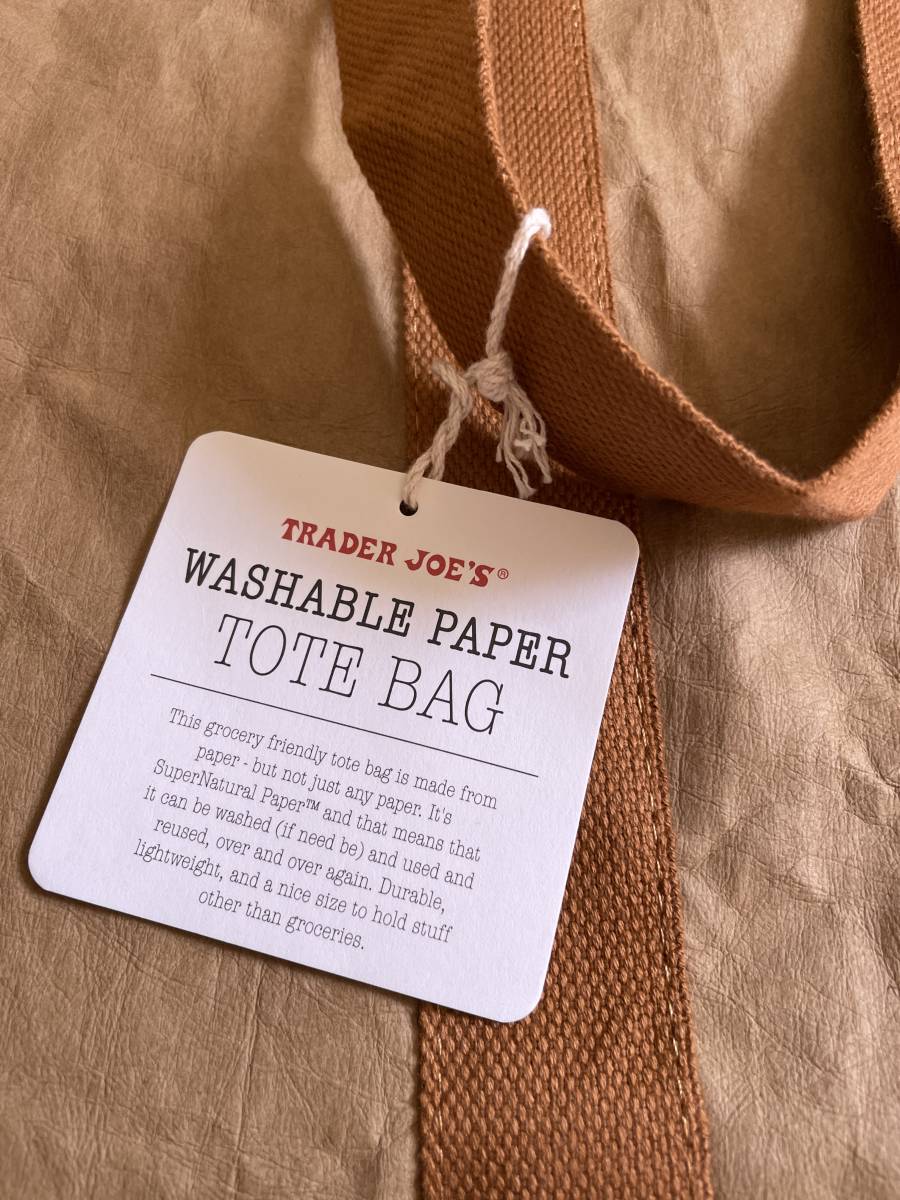 TRADER JOE'S®
WASHABLE PAPER
TOTE BAG
This grocery friendly tote bag is made from
paper - but not just any paper. It's
SuperNatural Paper™ and that means that
it can be washed (if need be) and used and
reused, over and over again. Durable,
lightweight, and a nice size to hold stuff
other than groceries.